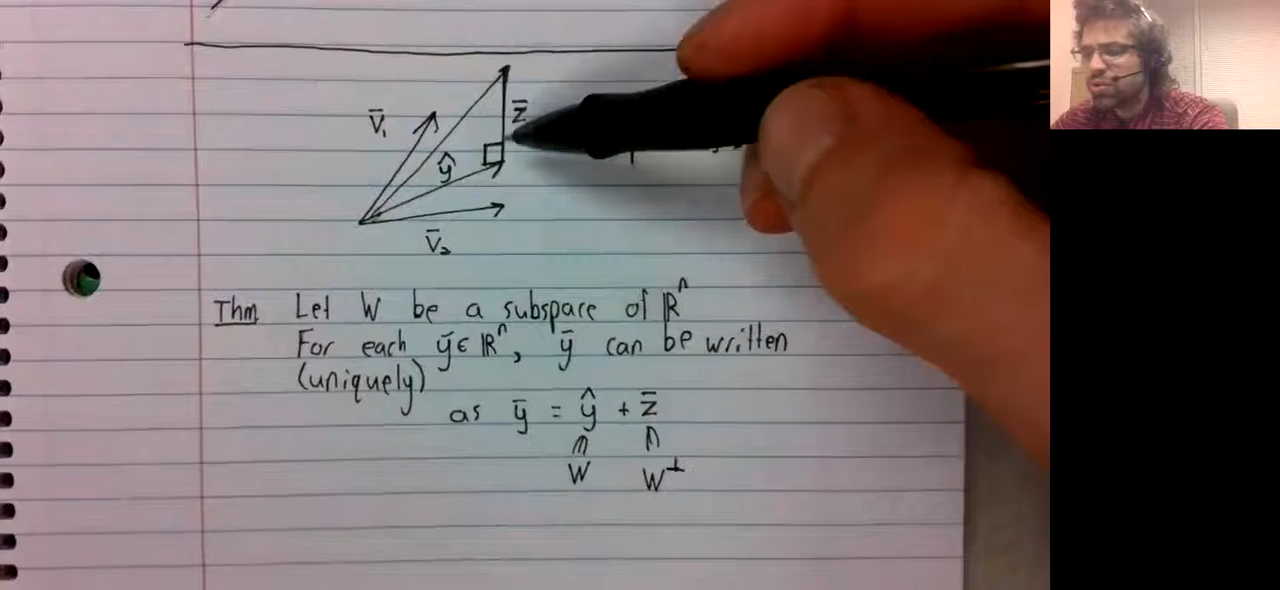 V̄₁
z̄
ŷ
V̄₂
Thm Let W be a subspace of ℝⁿ
For each ȳ ∈ ℝⁿ, ȳ can be written
(uniquely)
as ȳ = ŷ + z̄
∩ ∩
W W⊥